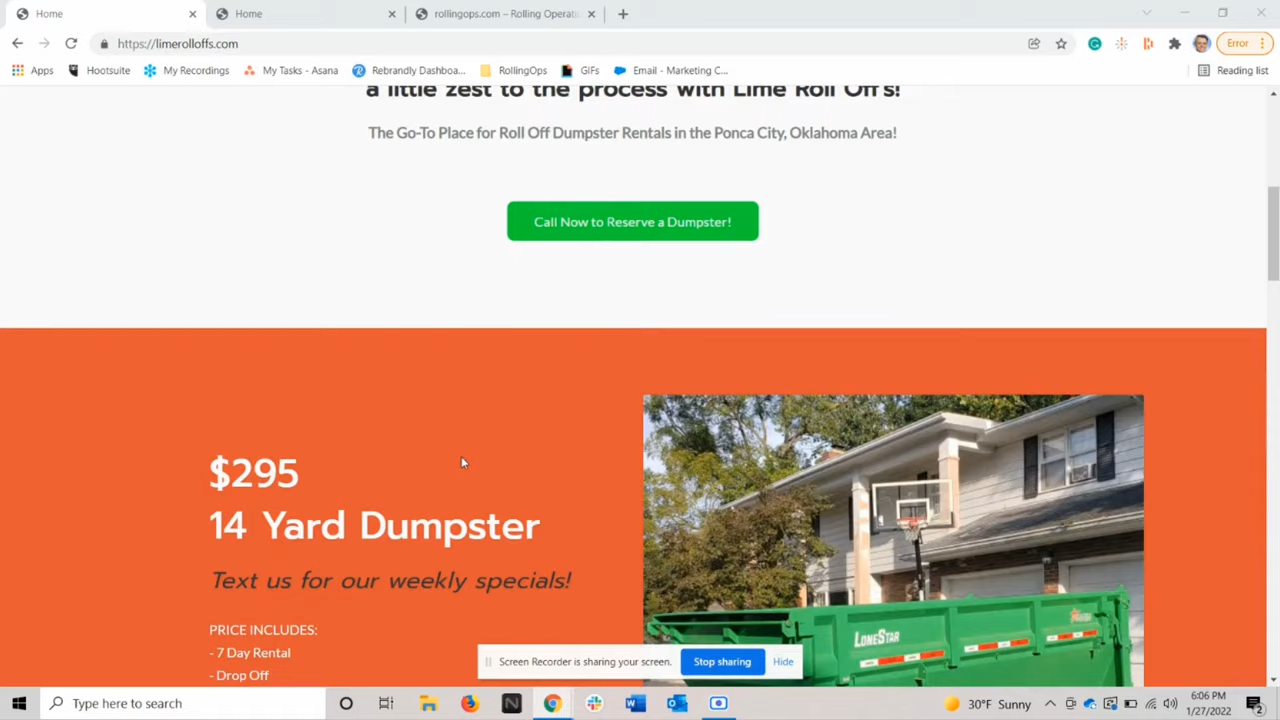 Home
Home
rollingops.com – Rolling Operati
https://limerolloffs.com
Error
Apps
Hootsuite
My Recordings
My Tasks - Asana
Rebrandly Dashboa...
RollingOps
GIFs
Email - Marketing C...
Reading list
a little zest to the process with Lime Roll Off's!
The Go-To Place for Roll Off Dumpster Rentals in the Ponca City, Oklahoma Area!
Call Now to Reserve a Dumpster!
$295
14 Yard Dumpster
Text us for our weekly specials!
PRICE INCLUDES:
- 7 Day Rental
- Drop Off
LONESTAR
Screen Recorder is sharing your screen.
Stop sharing
Hide
Type here to search
30°F Sunny
6:06 PM
1/27/2022
2